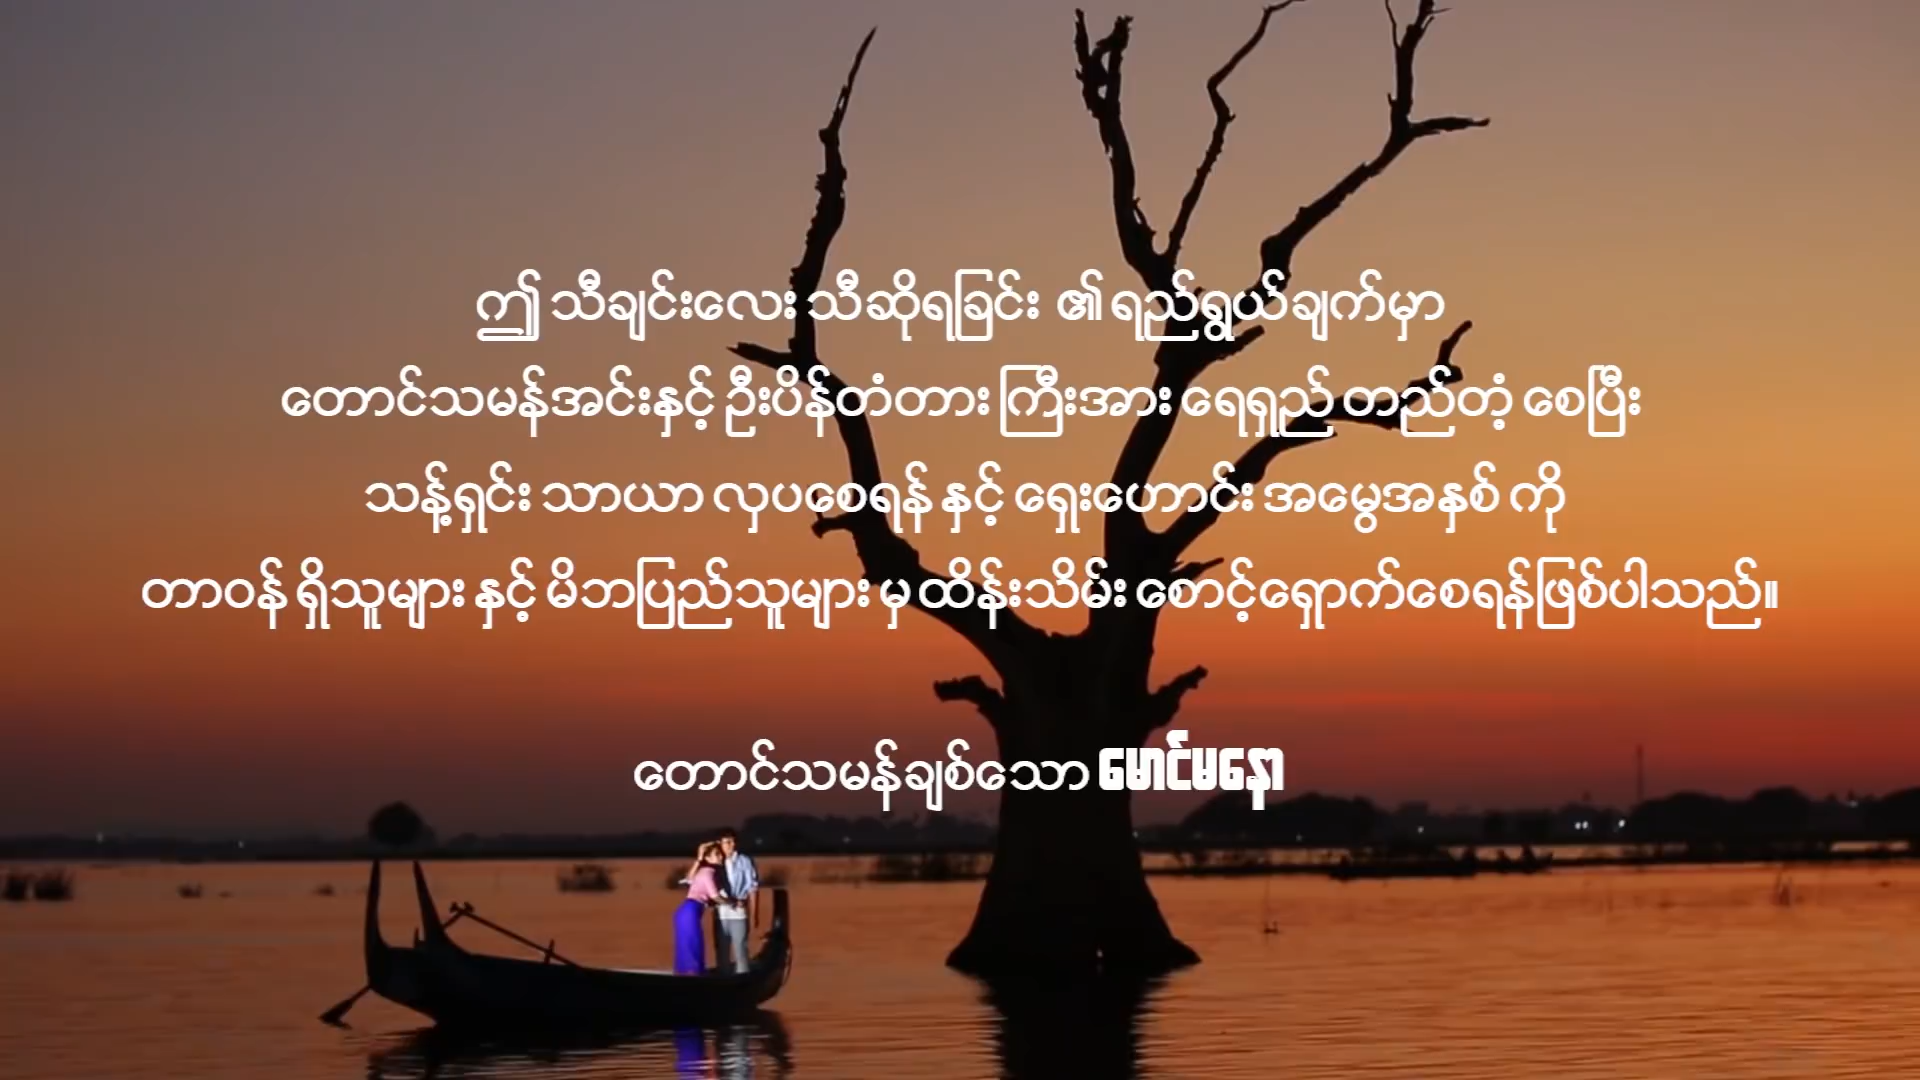 ဤ သီချင်းလေး သီဆိုရခြင်း ၏ ရည်ရွယ်ချက်မှာ
တောင်သမန်အင်းနှင့် ဦးပိန်တံတား ကြီးအား ရေရှည် တည်တံ့ စေပြီး
သန့်ရှင်း သာယာ လှပစေရန် နှင့် ရှေးဟောင်း အမွေအနှစ် ကို
တာဝန် ရှိသူများ နှင့် မိဘပြည်သူများ မှ ထိန်းသိမ်း စောင့်ရှောက်စေရန်ဖြစ်ပါသည်။
တောင်သမန်ချစ်သော မောင်မနော